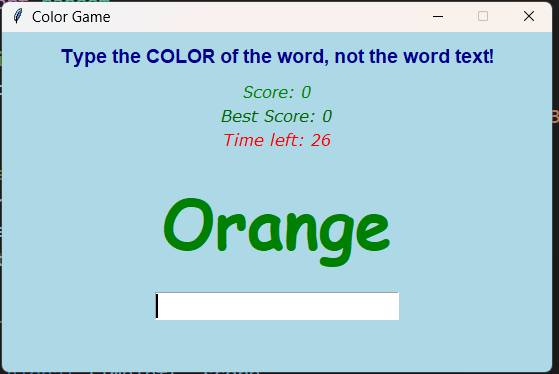 Color Game
Type the COLOR of the word, not the word text!
Score: 0
Best Score: 0
Time left: 26
Orange